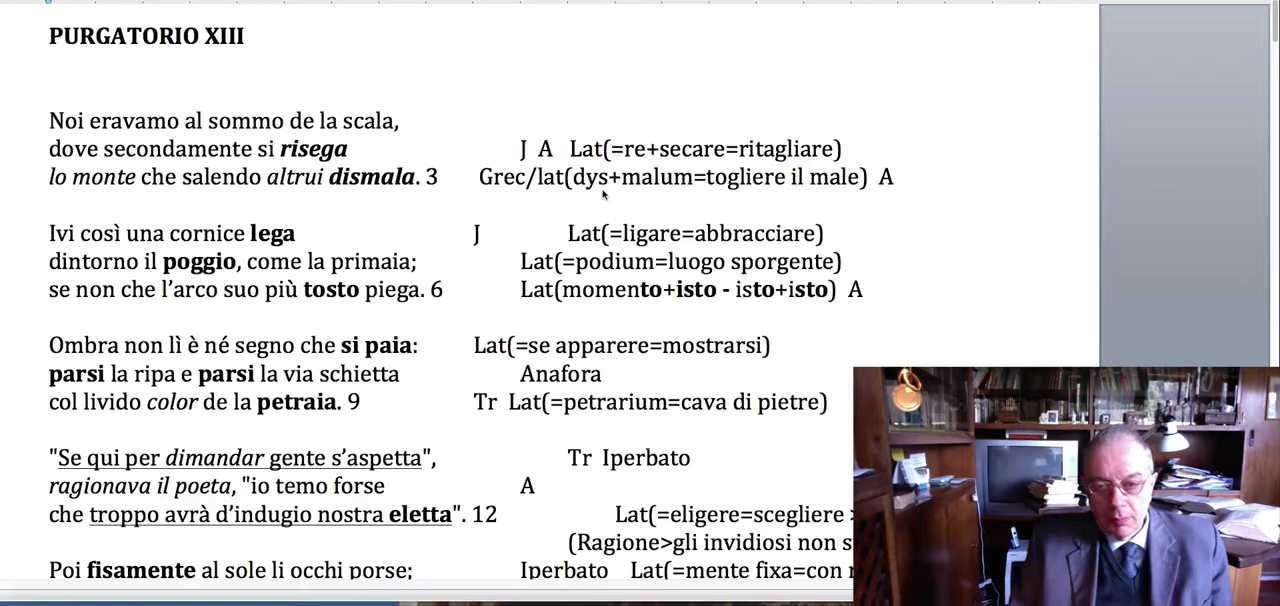 PURGATORIO XIII
Noi eravamo al sommo de la scala,
dove secondamente si risega J A Lat(=re+secare=ritagliare)
lo monte che salendo altrui dismala. 3 Grec/lat(dys+malum=togliere il male) A
Ivi così una cornice lega J Lat(=ligare=abbracciare)
dintorno il poggio, come la primaia; Lat(=podium=luogo sporgente)
se non che l'arco suo più tosto piega. 6 Lat(momento+isto - isto+isto) A
Ombra non lì è né segno che si paia: Lat(=se apparere=mostrarsi)
parsi la ripa e parsi la via schietta Anafora
col livido color de la petraia. 9 Tr Lat(=petrarium=cava di pietre)
"Se qui per dimandar gente s'aspetta", Tr Iperbato
ragionava il poeta, "io temo forse A
che troppo avrà d'indugio nostra eletta". 12 Lat(=eligere=scegliere
(Ragione>gli invidiosi non s
Poi fisamente al sole li occhi porse; Iperbato Lat(=mente fixa=con